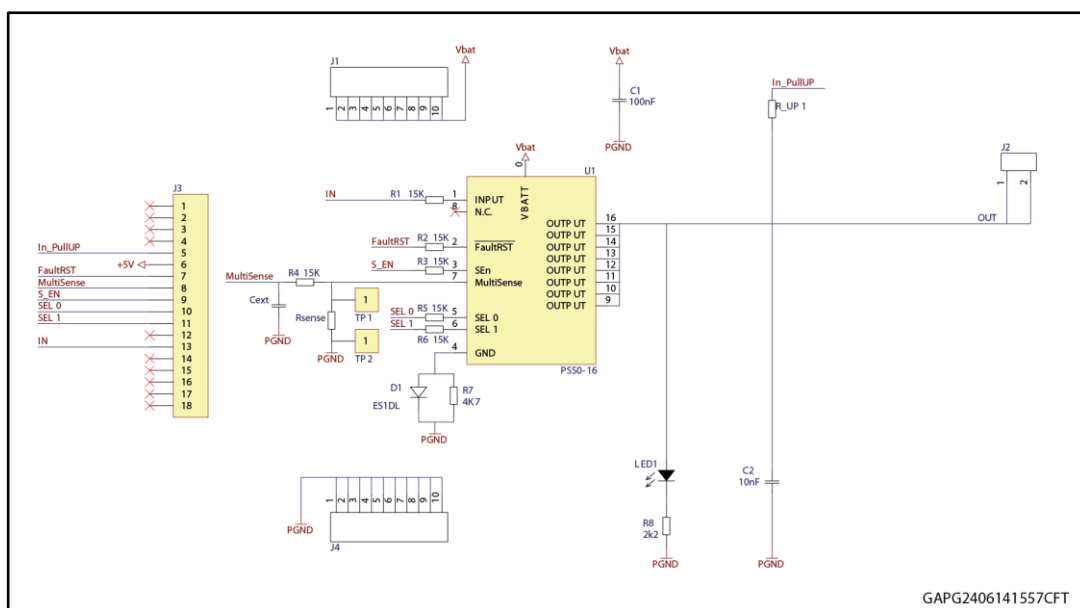 J1
Vbat
1 2 3 4 5 6 7 8 9 10
Vbat
C1
100nF
PGND
In_PullUP
R_UP 1
J2
1 2
OUT
J3
1
2
3
4
In_PullUP 5
+5V 6
FaultRST 7
MultiSense 8
S_EN 9
SEL 0 10
SEL 1 11
12
IN 13
14
15
16
17
18
Vbat
0
U1
IN R1 15K 1 INPUT
8 N.C.
VBATT
FaultRST R2 15K 2 FaultRST
S_EN R3 15K 3 SEn
MultiSense R4 15K 7 MultiSense
SEL 0 R5 15K 5 SEL 0
SEL 1 6 SEL 1
R6 15K
4 GND
OUTP UT 16
OUTP UT 15
OUTP UT 14
OUTP UT 13
OUTP UT 12
OUTP UT 11
OUTP UT 10
OUTP UT 9
PSS0-16
Cext
PGND
Rsense
PGND
1
TP 1
1
TP 2
D1
ES1DL
R7
4K 7
PGND
LED1
R8
2k2
PGND
C2
10nF
PGND
1 2 3 4 5 6 7 8 9 10
PGND
J4
GAPG2406141557CFT